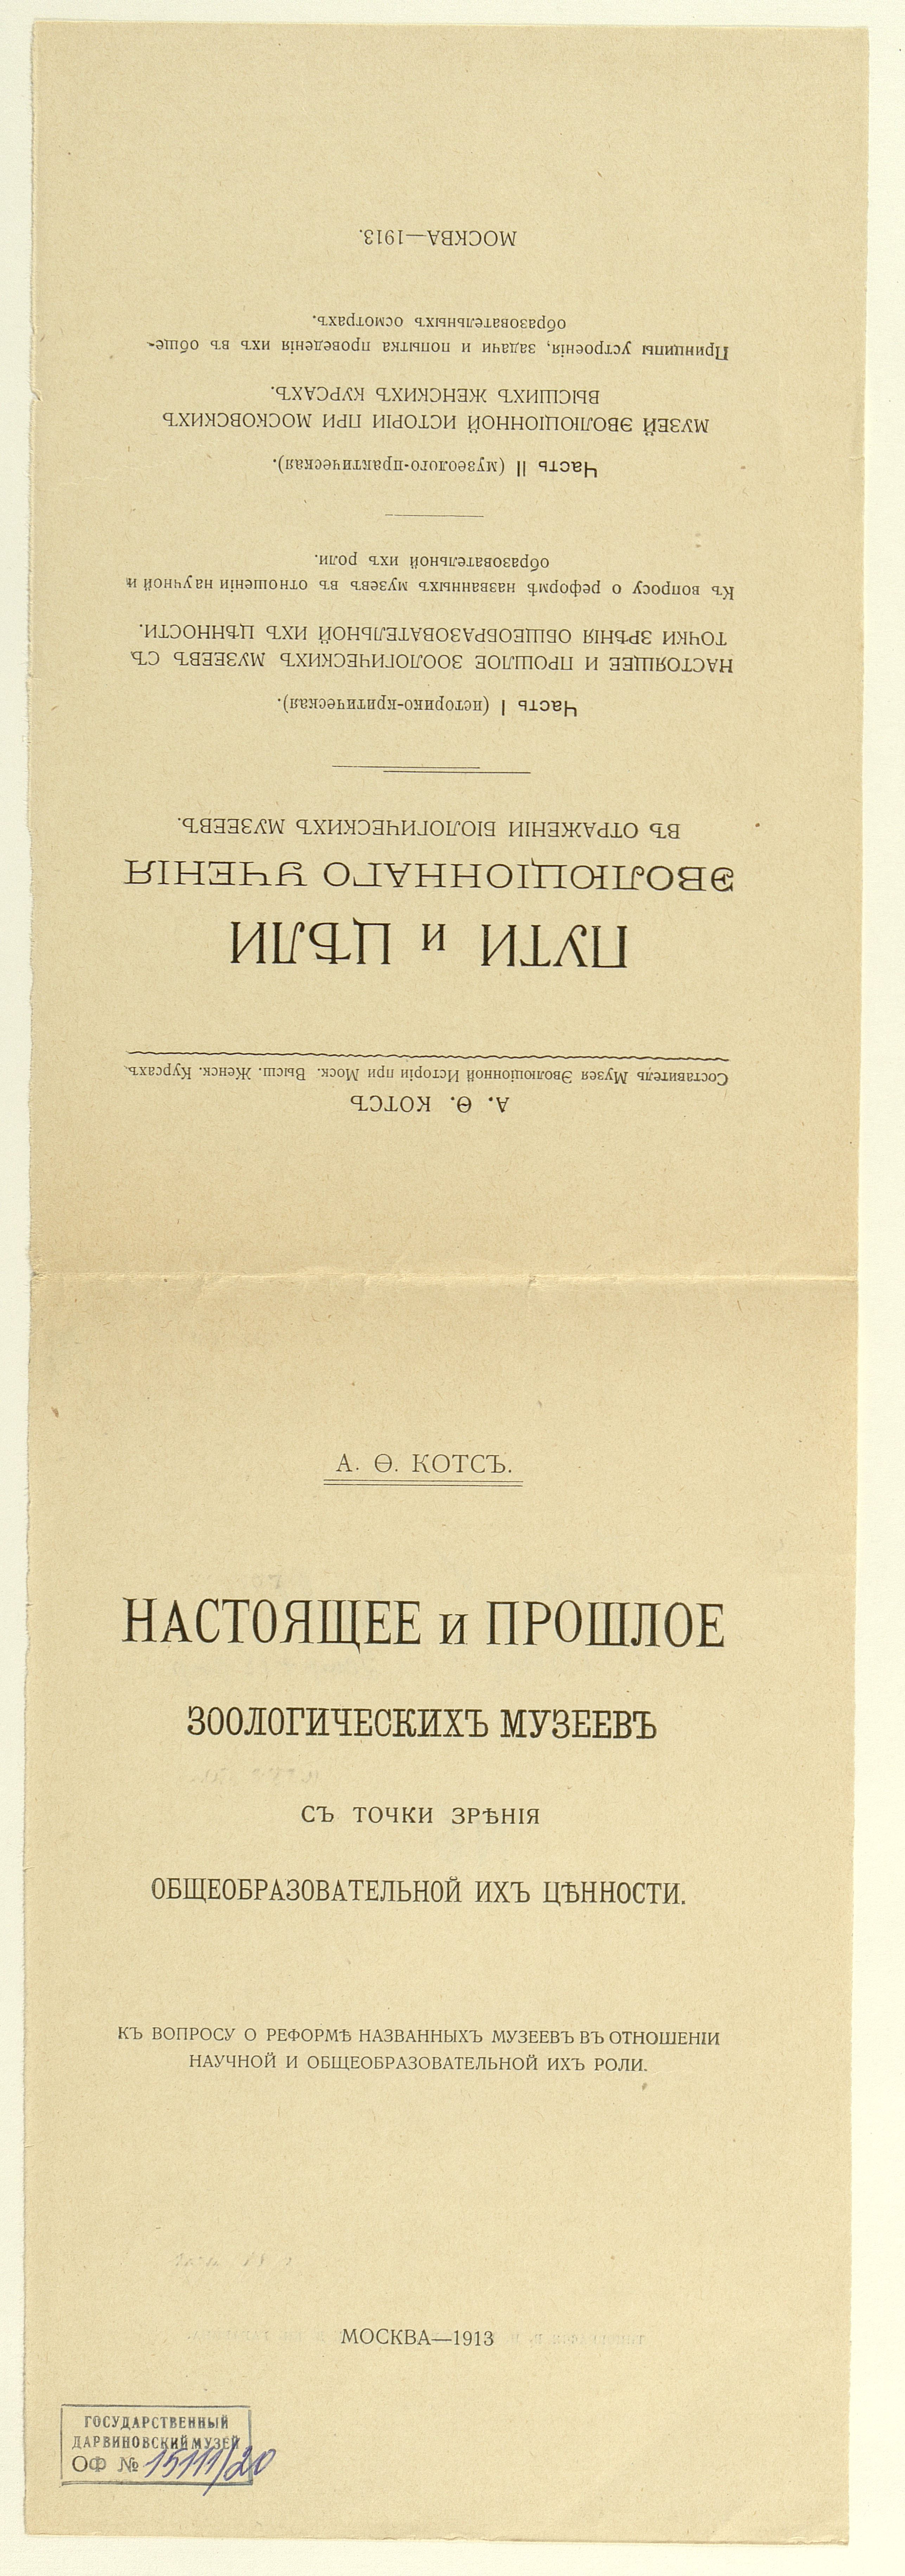 А. Ѳ. КОТСЪ
Составитель Музея Эволюціонной Исторіи при Моск. Высш. Женск. Курсахъ.
ПУТИ и ЦѢЛИ
ЭВОЛЮЦІОННАГО УЧЕНІЯ
ВЪ ОТРАЖЕНІИ БІОЛОГИЧЕСКИХЪ МУЗЕЕВЪ.
Часть I (историко-критическая).
НАСТОЯЩЕЕ И ПРОШЛОЕ ЗООЛОГИЧЕСКИХЪ МУЗЕЕВЪ СЪ
ТОЧКИ ЗРѢНІЯ ОБЩЕОБРАЗОВАТЕЛЬНОЙ ИХЪ ЦѢННОСТИ.
Къ вопросу о реформѣ названныхъ музеевъ въ отношеніи научной и
образовательной ихъ роли.
Часть II (музеолого-практическая).
МУЗЕЙ ЭВОЛЮЦІОННОЙ ИСТОРІИ ПРИ МОСКОВСКИХЪ
ВЫСШИХЪ ЖЕНСКИХЪ КУРСАХЪ.
Принципы устроенія, задачи и попытка проведенія ихъ въ обще-
образовательныхъ осмотрахъ.
МОСКВА—1913.
А. Ѳ. КОТСЪ.
НАСТОЯЩЕЕ и ПРОШЛОЕ
ЗООЛОГИЧЕСКИХЪ МУЗЕЕВЪ
СЪ ТОЧКИ ЗРѢНІЯ
ОБЩЕОБРАЗОВАТЕЛЬНОЙ ИХЪ ЦѢННОСТИ.
КЪ ВОПРОСУ О РЕФОРМѢ НАЗВАННЫХЪ МУЗЕЕВЪ ВЪ ОТНОШЕНІИ
НАУЧНОЙ И ОБЩЕОБРАЗОВАТЕЛЬНОЙ ИХЪ РОЛИ.
МОСКВА—1913
ГОСУДАРСТВЕННЫЙ
ДАРВИНОВСКИЙ МУЗЕЙ
ОФ № 15111/20